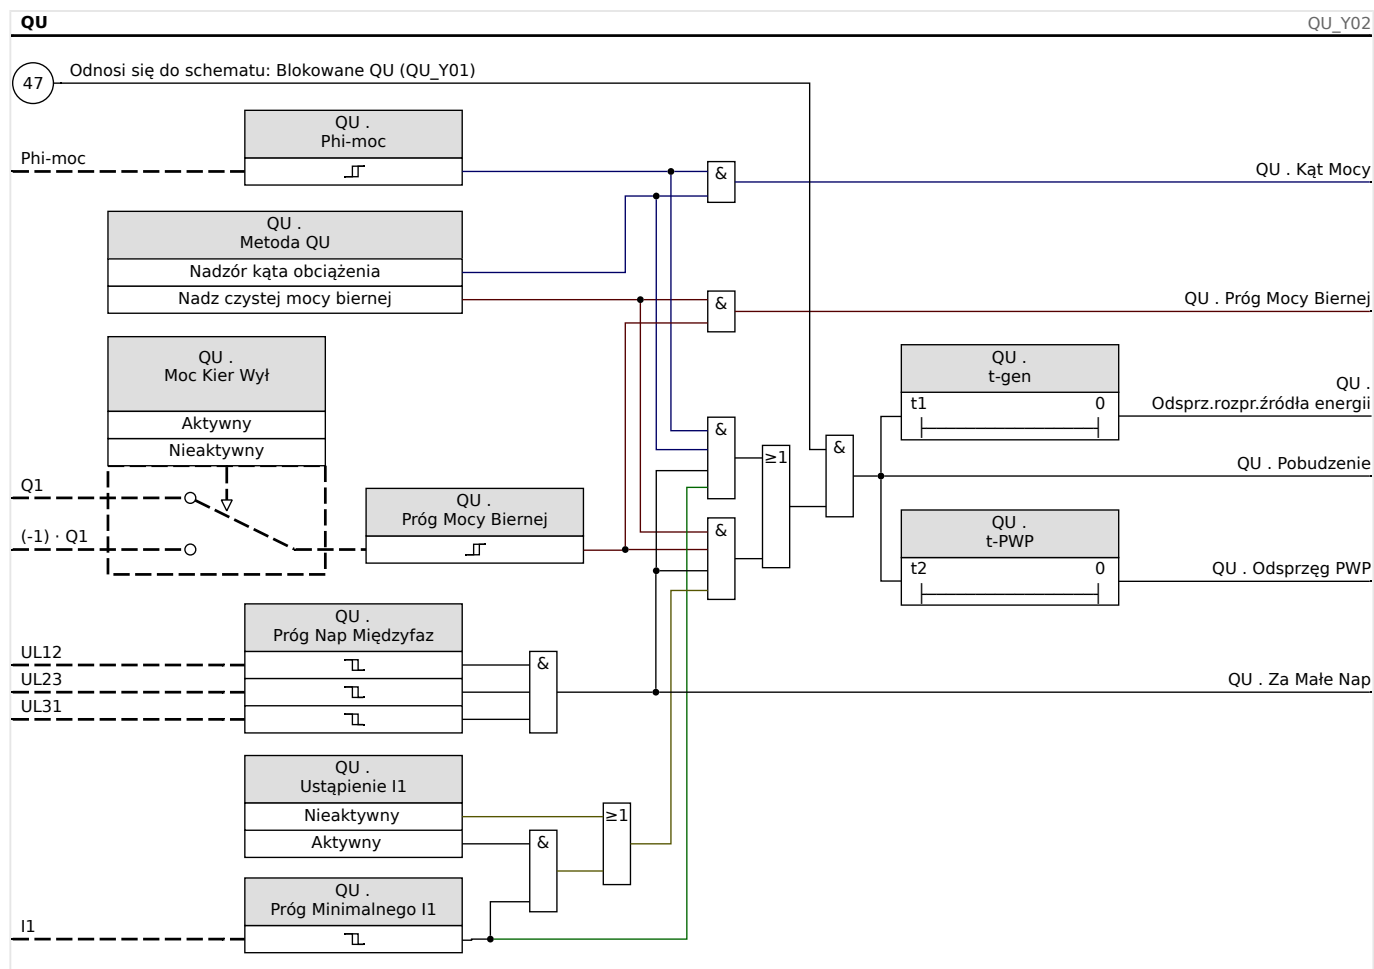 QU
QU_Y02
47
Odnosi się do schematu: Blokowane QU (QU_Y01)
QU .
Phi-moc
Phi-moc
&
QU . Kąt Mocy
QU .
Metoda QU
Nadzór kąta obciążenia
Nadz czystej mocy biernej
&
QU . Próg Mocy Biernej
QU .
Moc Kier Wył
Aktywny
Nieaktywny
QU .
t-gen
t1 0
QU .
Odsprz.rozpr.źródła energii
&
≥1
&
QU . Pobudzenie
Q1
(-1) · Q1
QU .
Próg Mocy Biernej
&
QU .
t-PWP
t2 0
QU . Odsprzęg PWP
QU .
Próg Nap Międzyfaz
UL12
UL23
UL31
&
QU . Za Małe Nap
QU .
Ustąpienie I1
Nieaktywny
Aktywny
≥1
&
QU .
Próg Minimalnego I1
I1